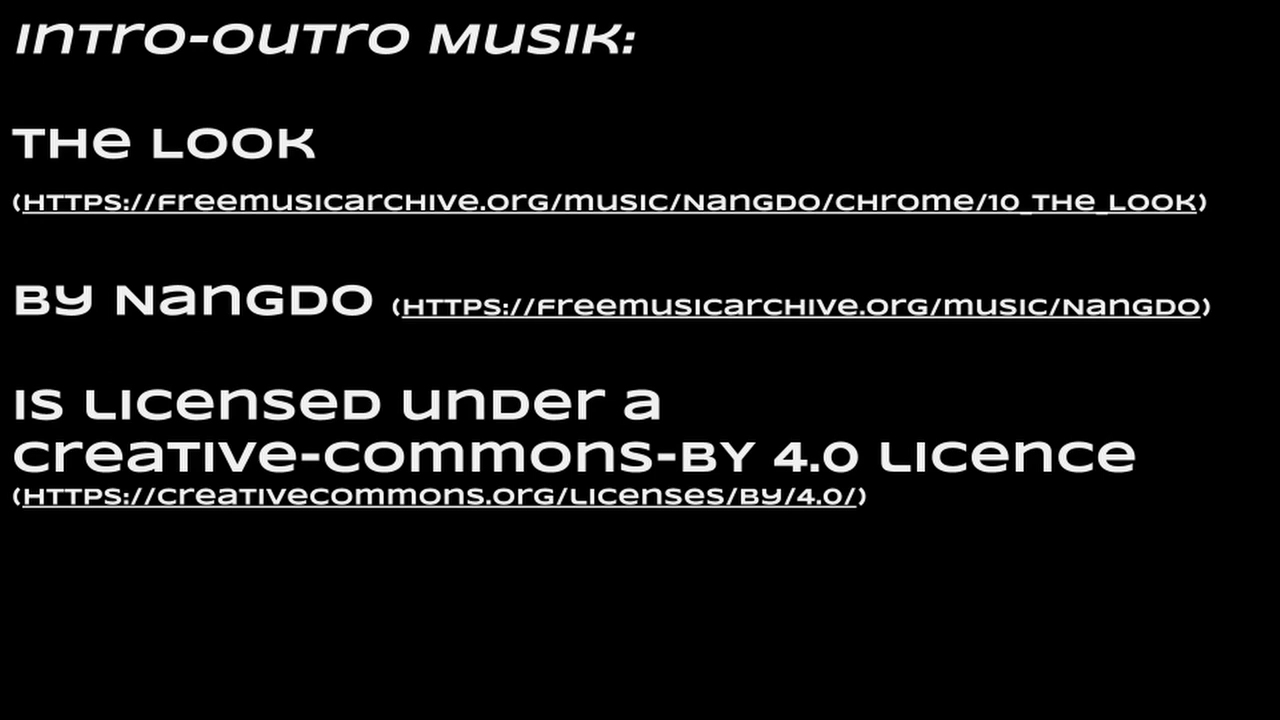 Intro-Outro Musik:
The Look
(https://freemusicarchive.org/music/Nangdo/Chrome/10_The_Look)
By Nangdo (https://freemusicarchive.org/music/Nangdo)
is licensed under a
Creative-Commons-BY 4.0 Licence
(https://creativecommons.org/licenses/by/4.0/)